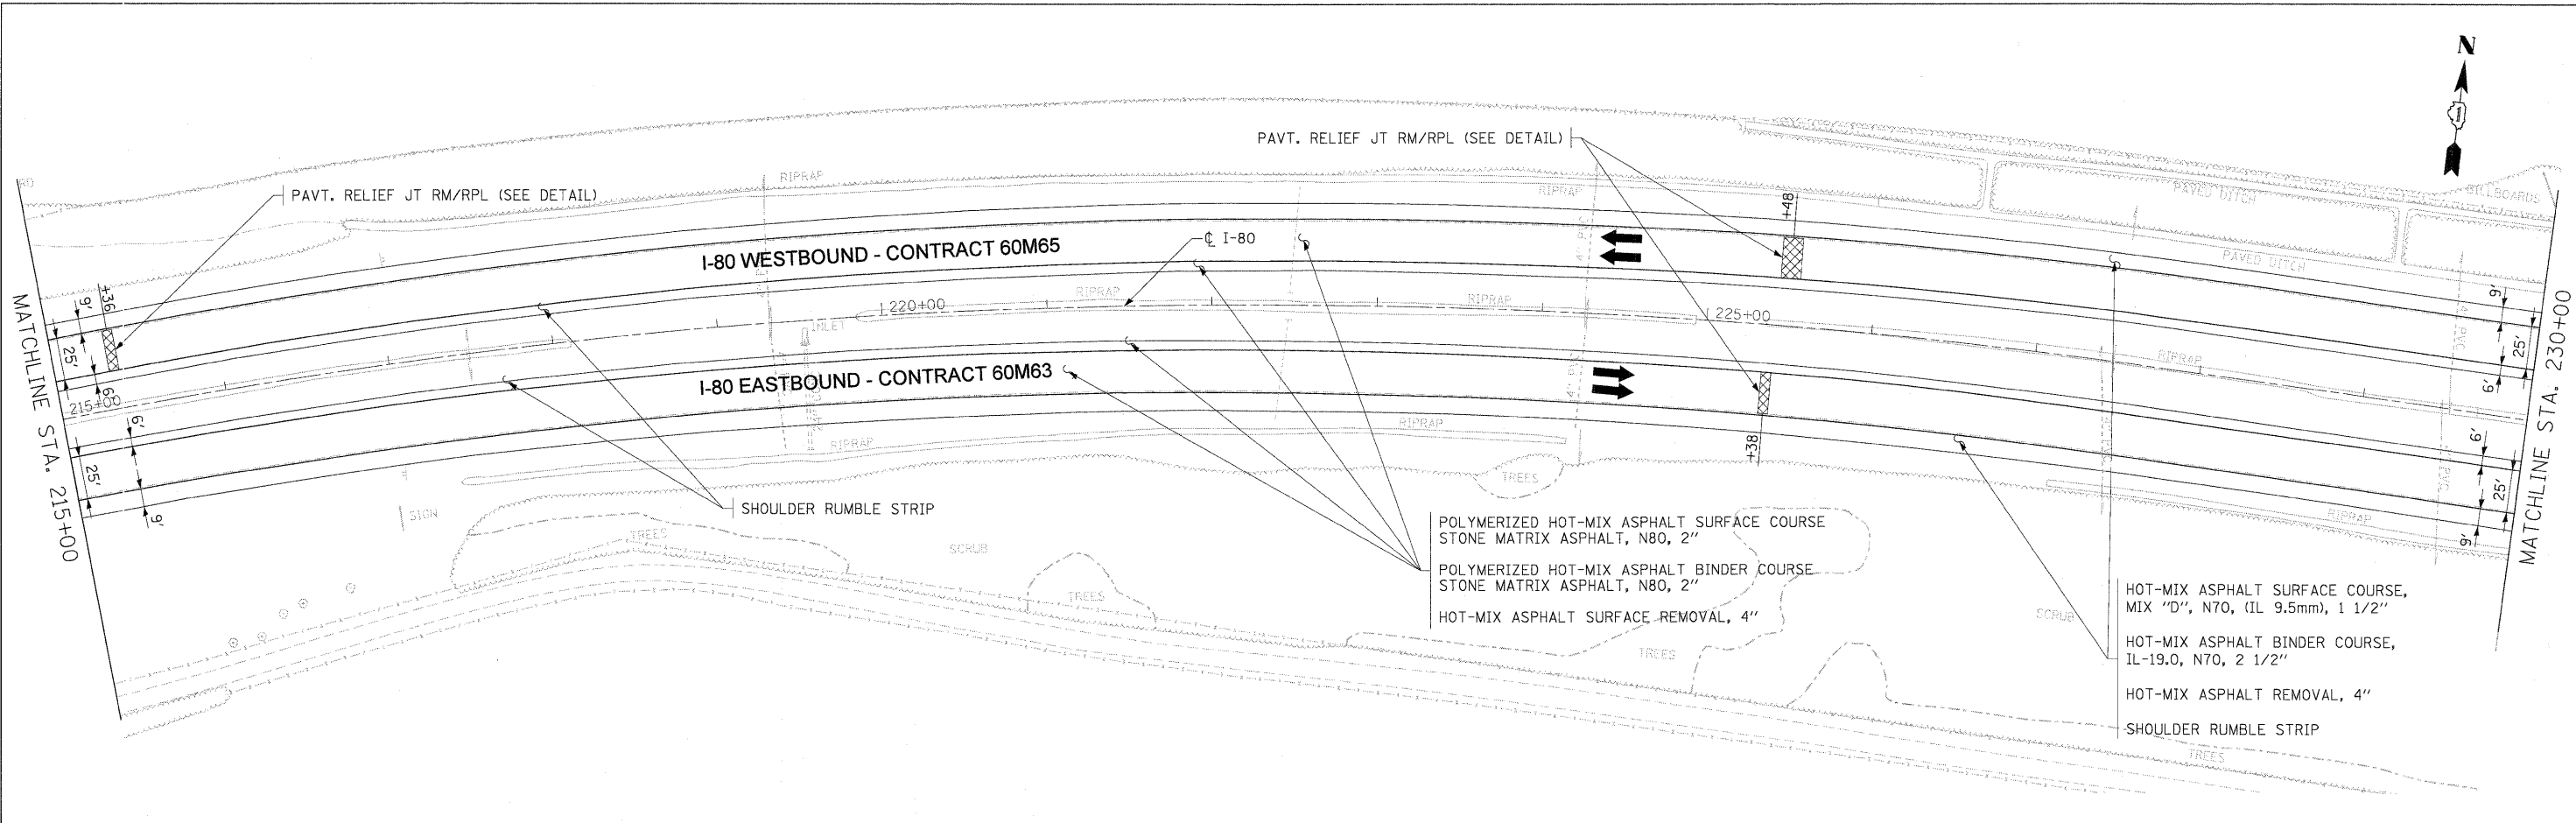 N
PAVT. RELIEF JT RM/RPL (SEE DETAIL)
RIPRAP
RIPRAP
PAVED DITCH
BILLBOARDS
PAVT. RELIEF JT RM/RPL (SEE DETAIL)
+48
I-80 WESTBOUND - CONTRACT 60M65
℄ I-80
PAVED DITCH
+36
9'
25'
6'
215+00
220+00
RIPRAP
RIPRAP
225+00
RIPRAP
9'
25'
6'
INLET
MATCHLINE STA. 215+00
MATCHLINE STA. 230+00
6'
25'
9'
I-80 EASTBOUND - CONTRACT 60M63
RIPRAP
RIPRAP
+38
6'
25'
9'
RIPRAP
SIGN
SHOULDER RUMBLE STRIP
TREES
TREES
SCRUB
TREES
POLYMERIZED HOT-MIX ASPHALT SURFACE COURSE
STONE MATRIX ASPHALT, N80, 2"
POLYMERIZED HOT-MIX ASPHALT BINDER COURSE
STONE MATRIX ASPHALT, N80, 2"
HOT-MIX ASPHALT SURFACE REMOVAL, 4"
SCRUB
TREES
HOT-MIX ASPHALT SURFACE COURSE,
MIX "D", N70, (IL 9.5mm), 1 1/2"
HOT-MIX ASPHALT BINDER COURSE,
IL-19.0, N70, 2 1/2"
HOT-MIX ASPHALT REMOVAL, 4"
SHOULDER RUMBLE STRIP
TREES